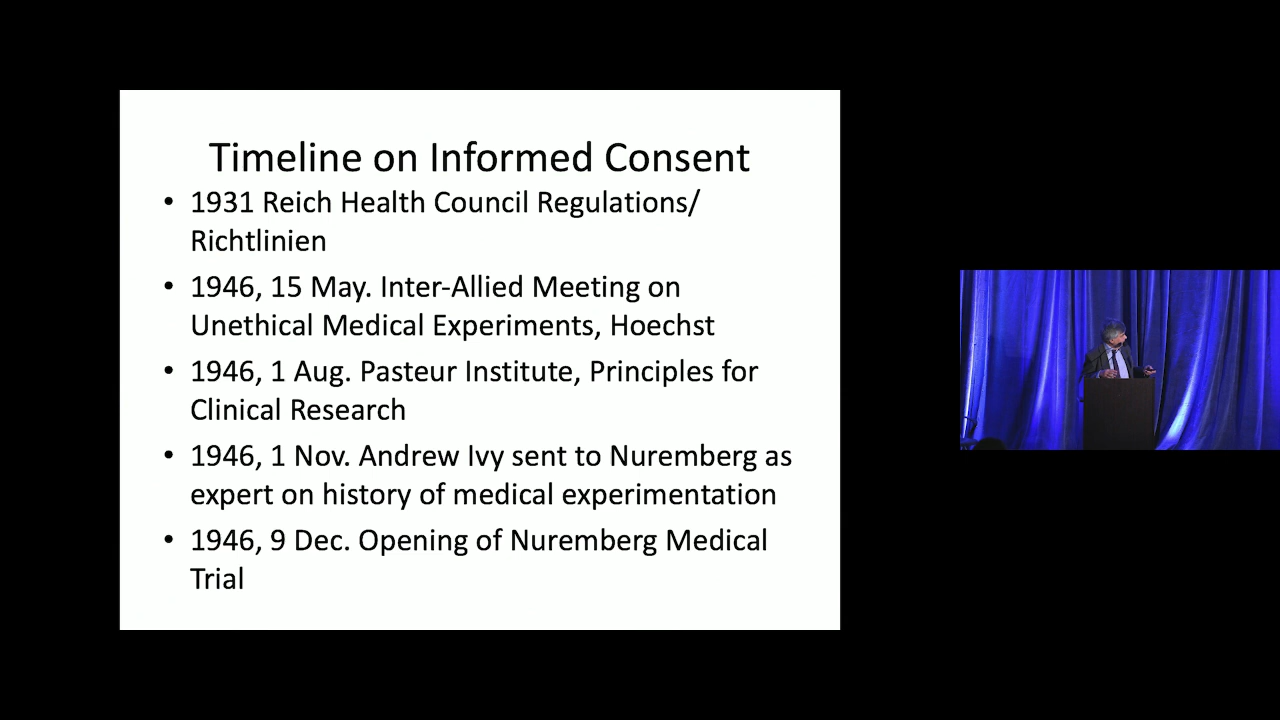 Timeline on Informed Consent
• 1931 Reich Health Council Regulations/
Richtlinien
• 1946, 15 May. Inter-Allied Meeting on
Unethical Medical Experiments, Hoechst
• 1946, 1 Aug. Pasteur Institute, Principles for
Clinical Research
• 1946, 1 Nov. Andrew Ivy sent to Nuremberg as
expert on history of medical experimentation
• 1946, 9 Dec. Opening of Nuremberg Medical
Trial